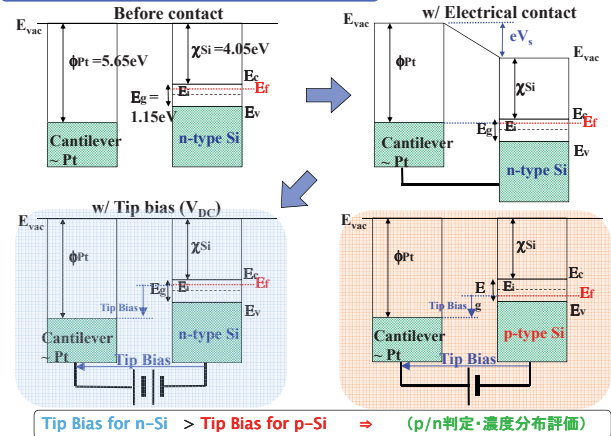 Before contact
w/ Electrical contact
Evac
ϕPt=5.65eV
χSi=4.05eV
Eg=
1.15eV
Ec
Ef
Ei
Ev
Cantilever
~ Pt
n-type Si
Evac
ϕPt
eVs
Evac
χSi
Ec
Ef
Eg
Ei
Ev
Cantilever
~ Pt
n-type Si
w/ Tip bias (VDC)
Evac
ϕPt
χSi
Ec
Ef
Eg
Ei
Ev
Tip Bias
Cantilever
~ Pt
n-type Si
Tip Bias
Evac
ϕPt
χSi
Ec
E
Ei
Ef
Tip Bias g
Ev
Cantilever
~ Pt
p-type Si
Tip Bias
Tip Bias for n-Si > Tip Bias for p-Si ⇒ (p/n判定・濃度分布評価)